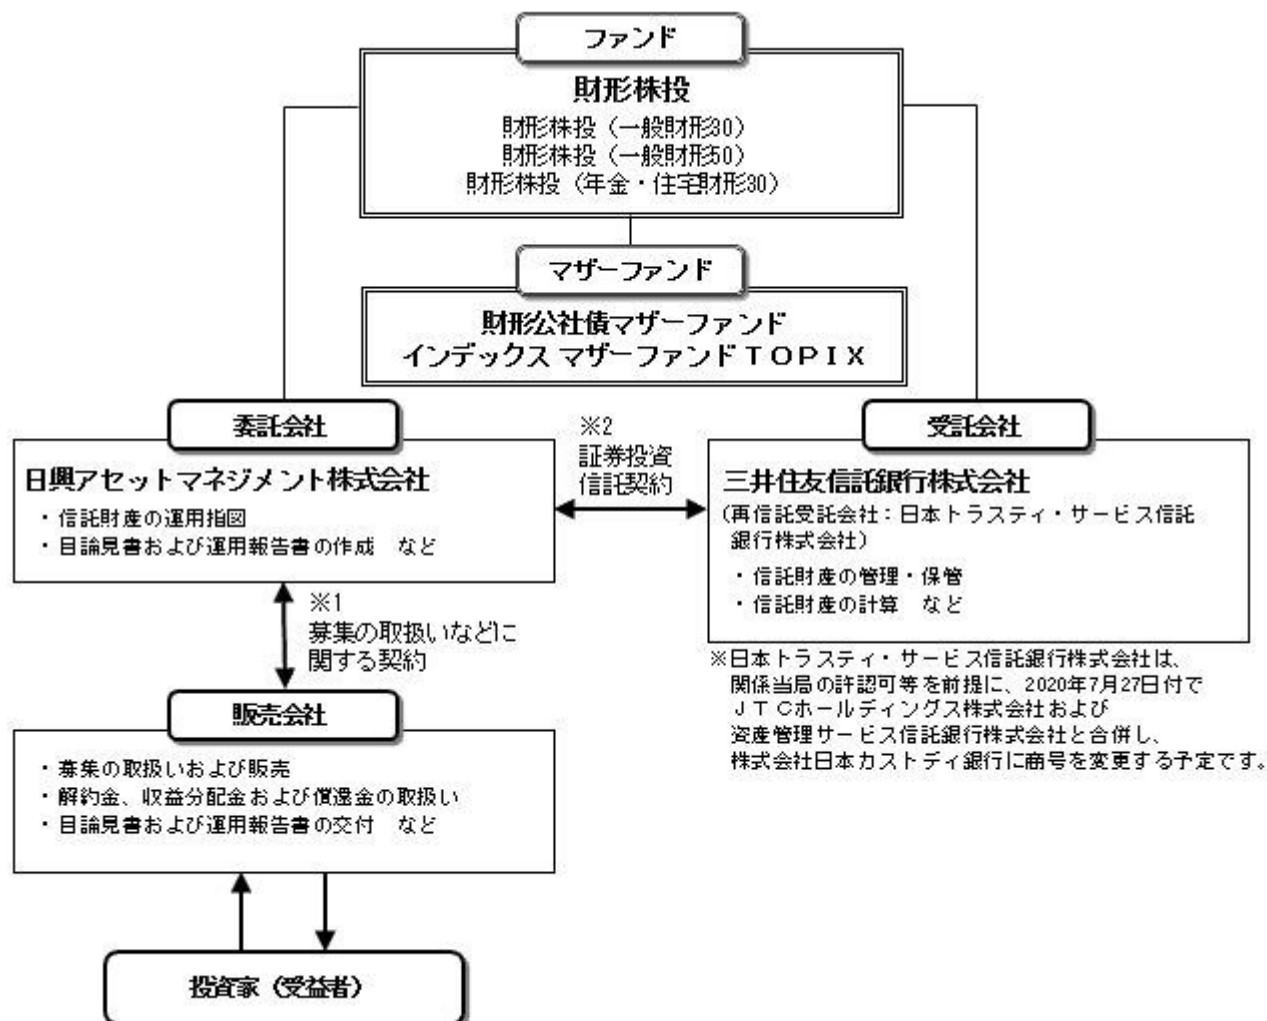 ファンド
財形株投
財形株投（一般財形30）
財形株投（一般財形50）
財形株投（年金・住宅財形30）
マザーファンド
財形公社債マザーファンド
インデックス マザーファンドＴＯＰＩＸ
委託会社
日興アセットマネジメント株式会社
・信託財産の運用指図
・目論見書および運用報告書の作成　など
※2
証券投資
信託契約
受託会社
三井住友信託銀行株式会社
（再信託受託会社：日本トラスティ・サービス信託
銀行株式会社）
・信託財産の管理・保管
・信託財産の計算　など
※日本トラスティ・サービス信託銀行株式会社は、
関係当局の許認可等を前提に、2020年7月27日付で
ＪＴＣホールディングス株式会社および
資産管理サービス信託銀行株式会社と合併し、
株式会社日本カストディ銀行に商号を変更する予定です。
※1
募集の取扱いなどに
関する契約
販売会社
・募集の取扱いおよび販売
・解約金、収益分配金および償還金の取扱い
・目論見書および運用報告書の交付　など
投資家（受益者）